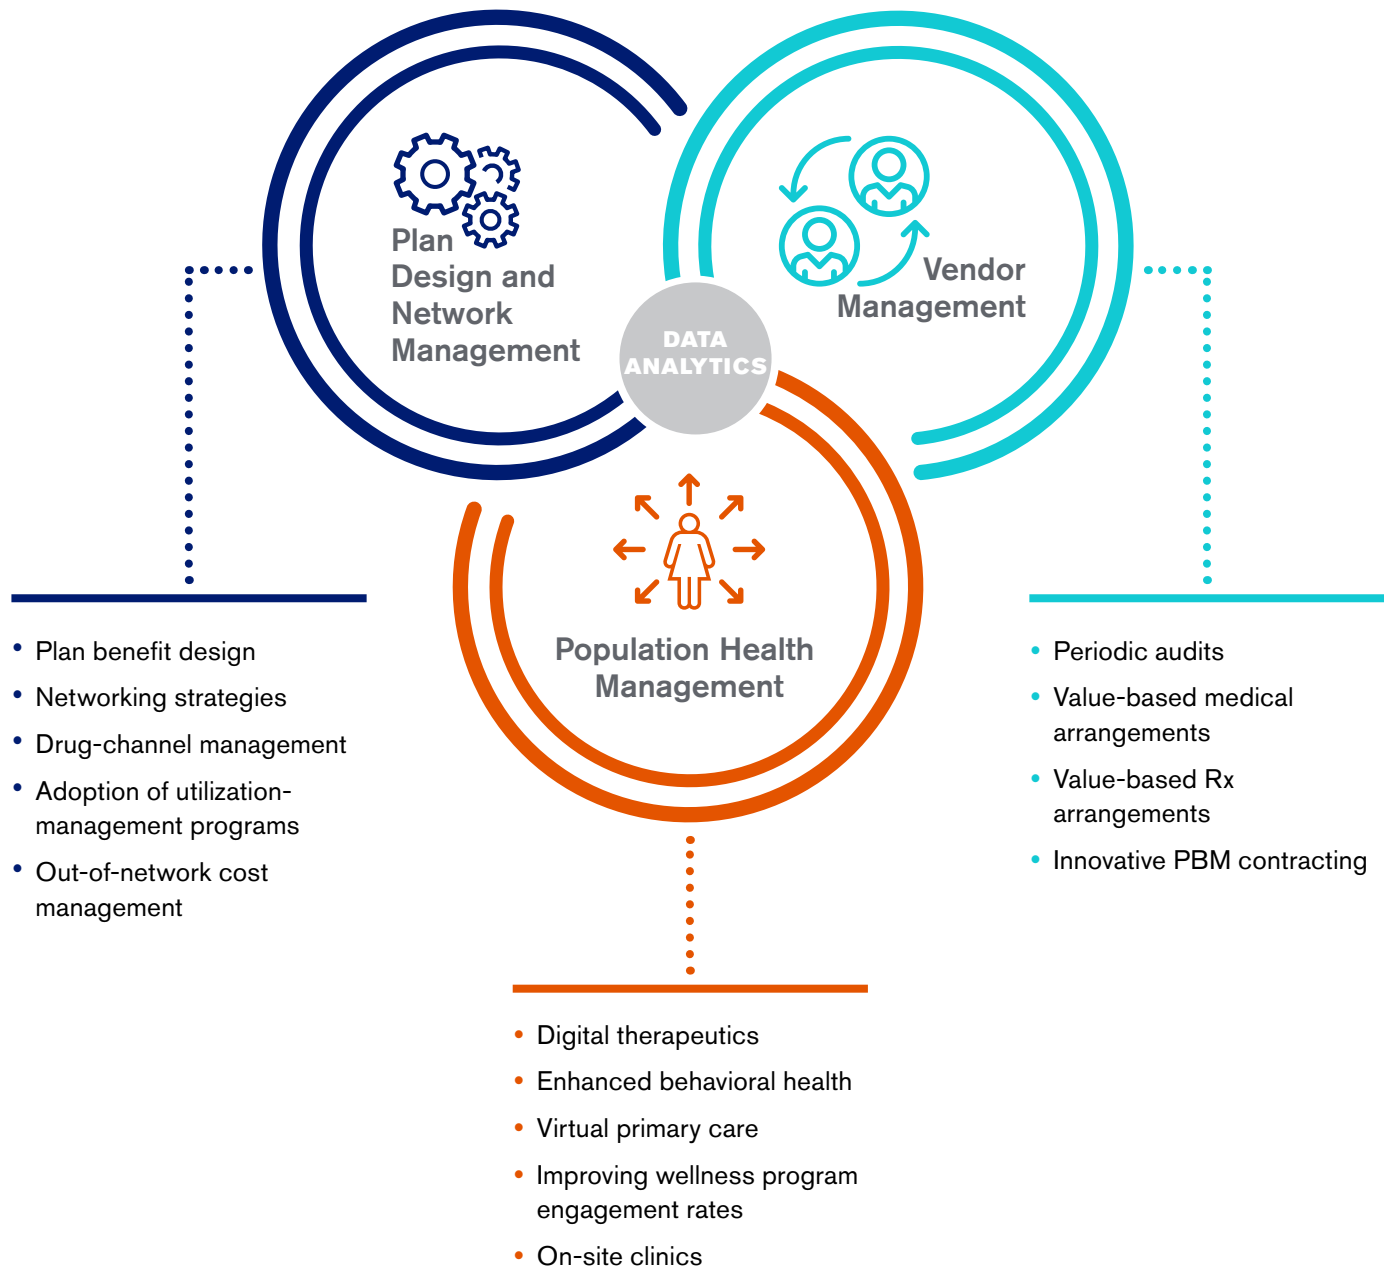 Plan
Design and
Network
Management
Vendor
Management
DATA
ANALYTICS
Population Health
Management
• Plan benefit design
• Networking strategies
• Drug-channel management
• Adoption of utilization-
management programs
• Out-of-network cost
management
• Periodic audits
• Value-based medical
arrangements
• Value-based Rx
arrangements
• Innovative PBM contracting
• Digital therapeutics
• Enhanced behavioral health
• Virtual primary care
• Improving wellness program
engagement rates
• On-site clinics